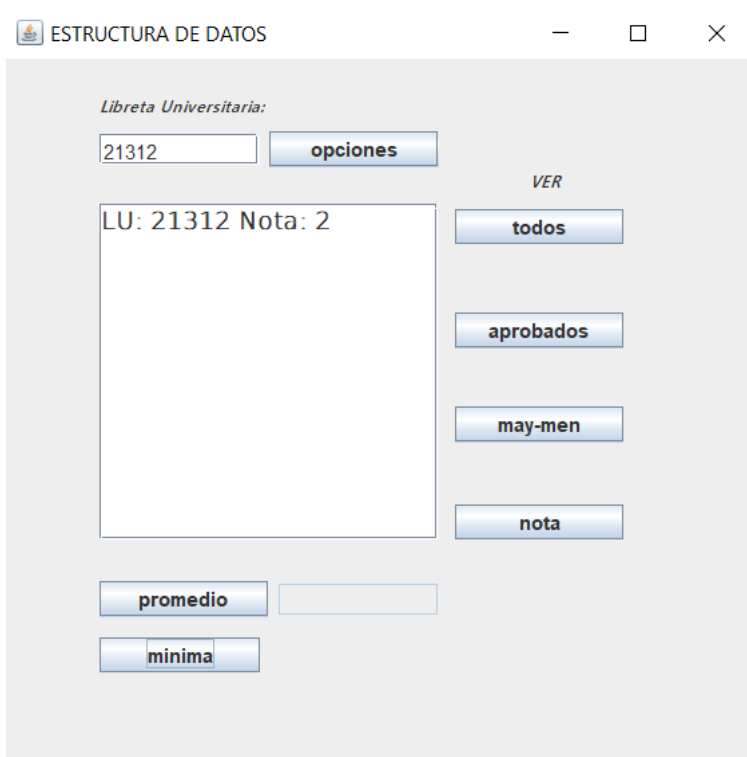 ESTRUCTURA DE DATOS
Libreta Universitaria:
21312
opciones
VER
LU: 21312 Nota: 2
todos
aprobados
may-men
nota
promedio
minima